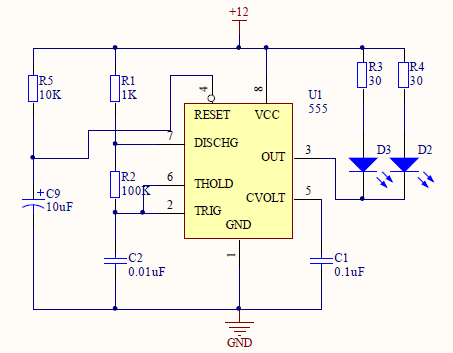 +12
R5
10K
R1
1K
4
8
U1
555
R3
30
R4
30
RESET
VCC
7
DISCHG
OUT
3
D3
D2
R2
100K
6
THOLD
CVOLT
5
2
TRIG
GND
+
C9
10uF
1
C2
0.01uF
C1
0.1uF
GND